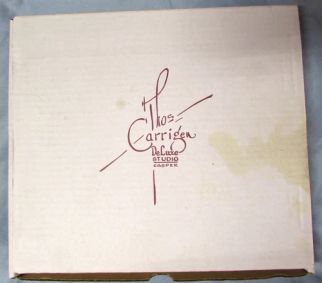 Thos
Carrigen
DeLuxe
STUDIO
CASPER